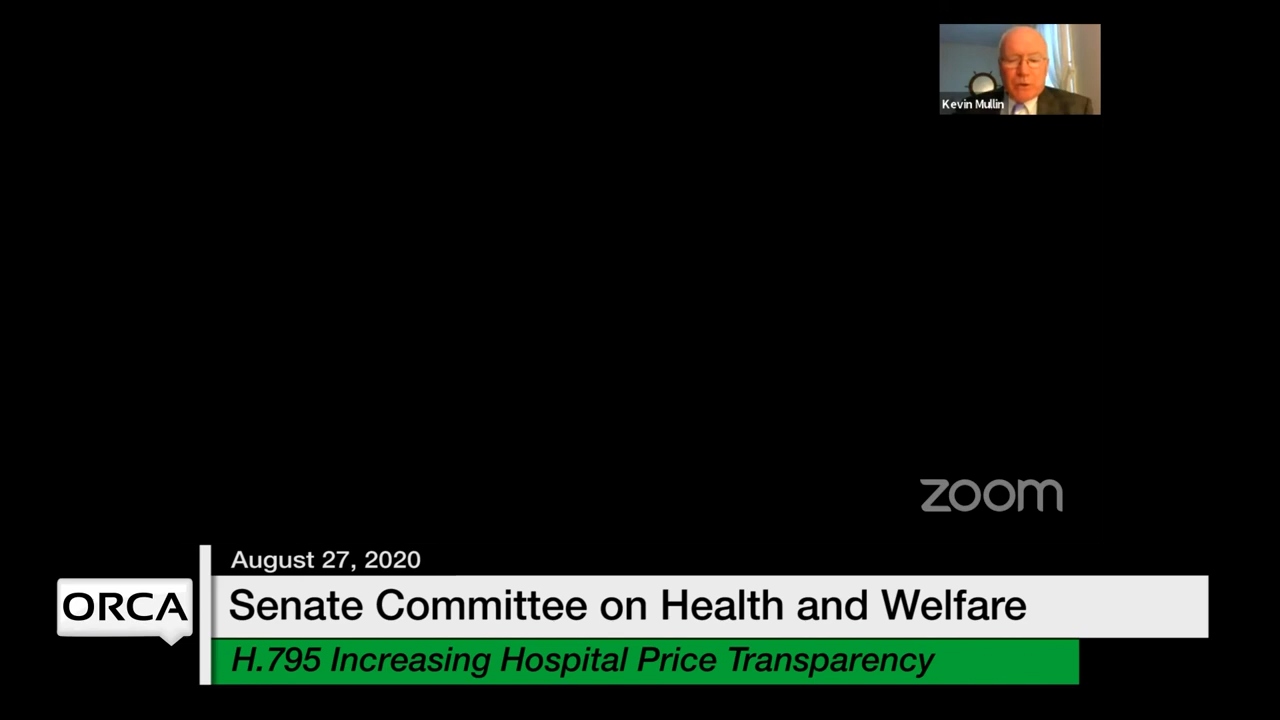 Kevin Mullin
zoom
August 27, 2020
ORCA
Senate Committee on Health and Welfare
H.795 Increasing Hospital Price Transparency